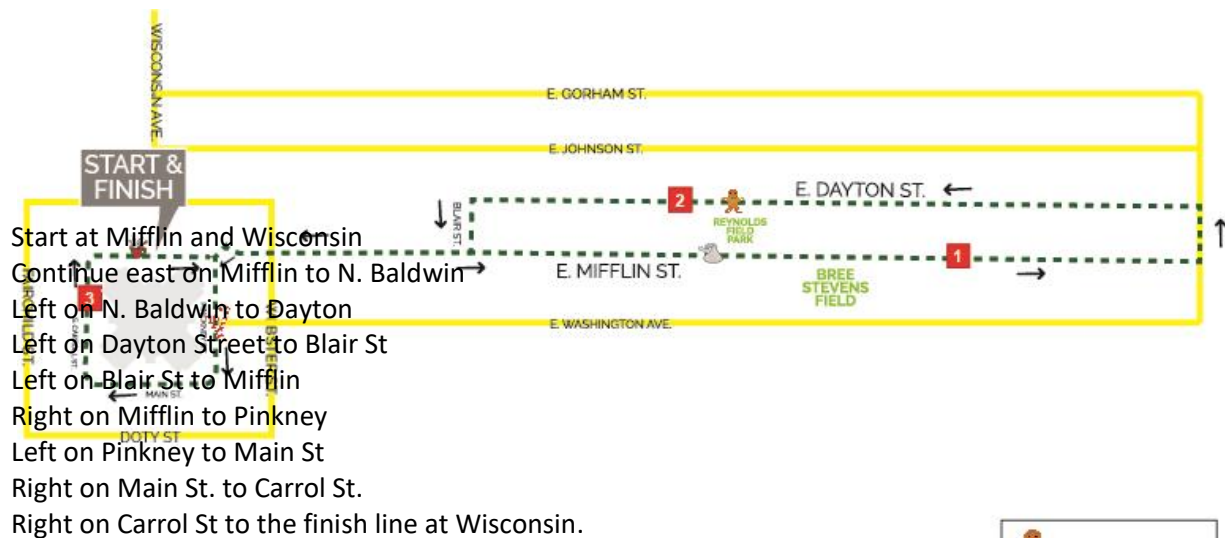 WISCONSIN AVE.
E. GORHAM ST.
E. JOHNSON ST.
START &
FINISH
E. DAYTON ST.
2
BLAIR ST.
REYNOLDS
FIELD
PARK
Start at Mifflin and Wisconsin
1
E. MIFFLIN ST.
BREE
STEVENS
FIELD
Continue east on Mifflin to N. Baldwin
3
Left on N. Baldwin to Dayton
E. WASHINGTON AVE.
Left on Dayton Street to Blair St
Left on Blair St to Mifflin
MAIN ST.
Right on Mifflin to Pinkney
DOTY ST
Left on Pinkney to Main St
Right on Main St. to Carrol St.
Right on Carrol St to the finish line at Wisconsin.